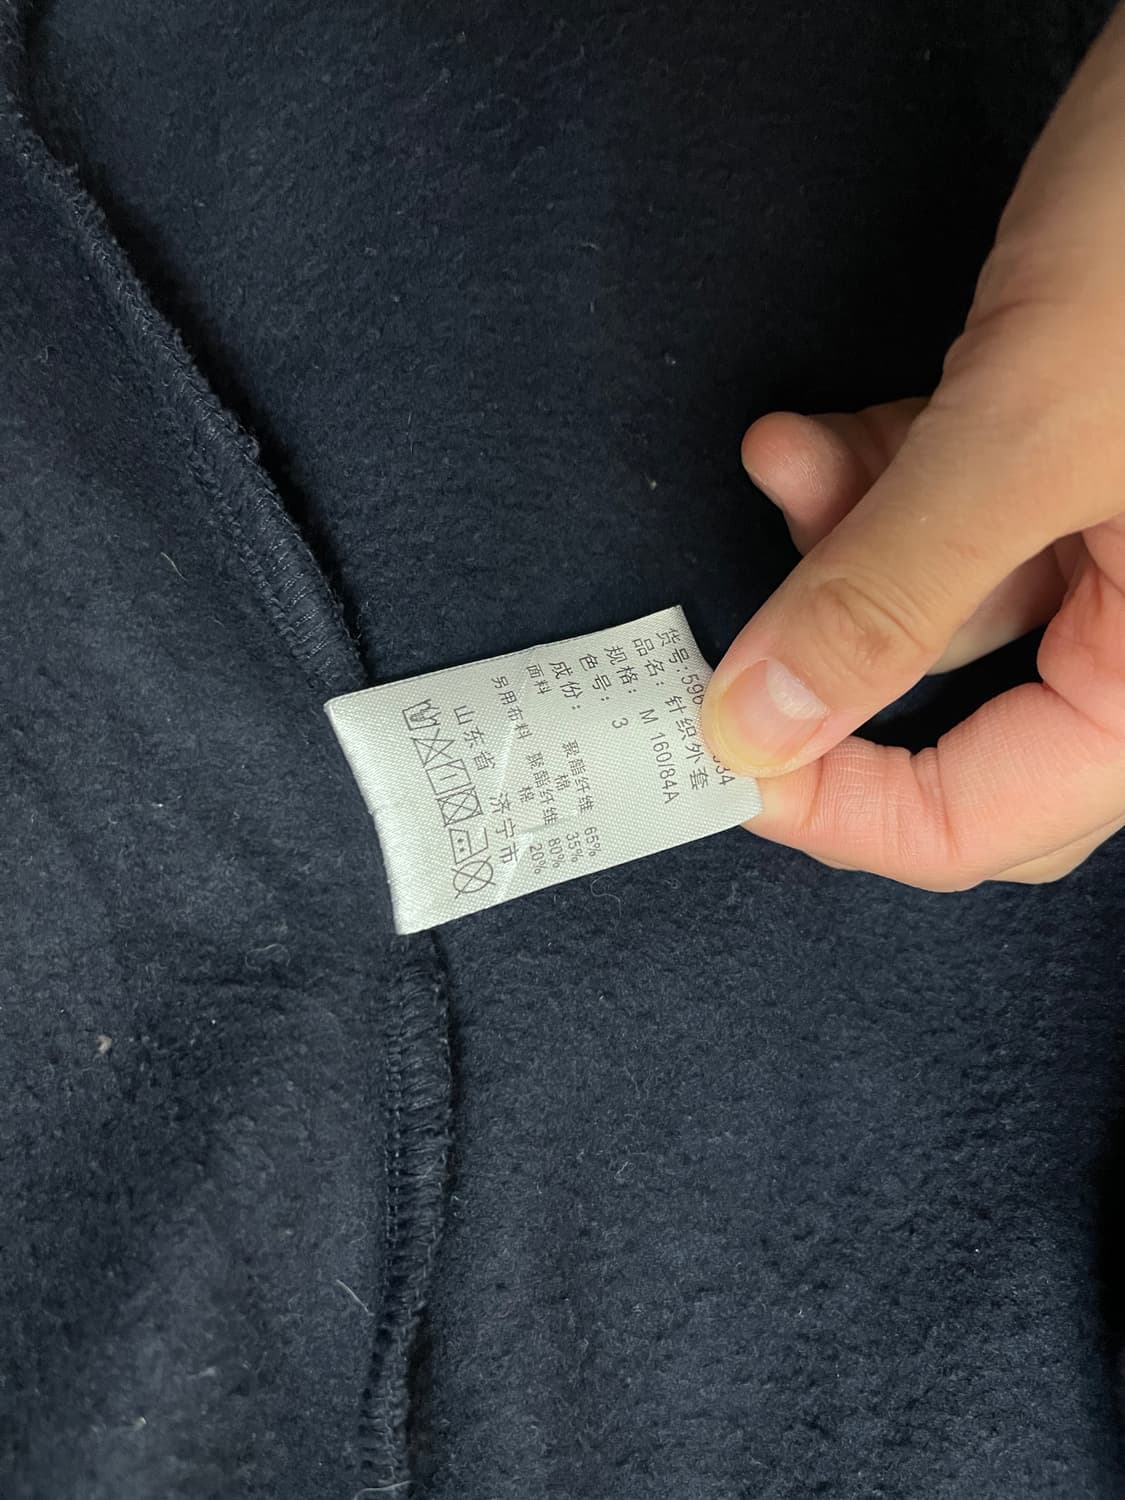 货号:596 34
品名: 针织外套
规格: M 160/84A
色号: 3
成份:
面料 聚酯纤维 65%
棉 35%
另用布料 聚酯纤维 80%
棉 20%
山东省 济宁市